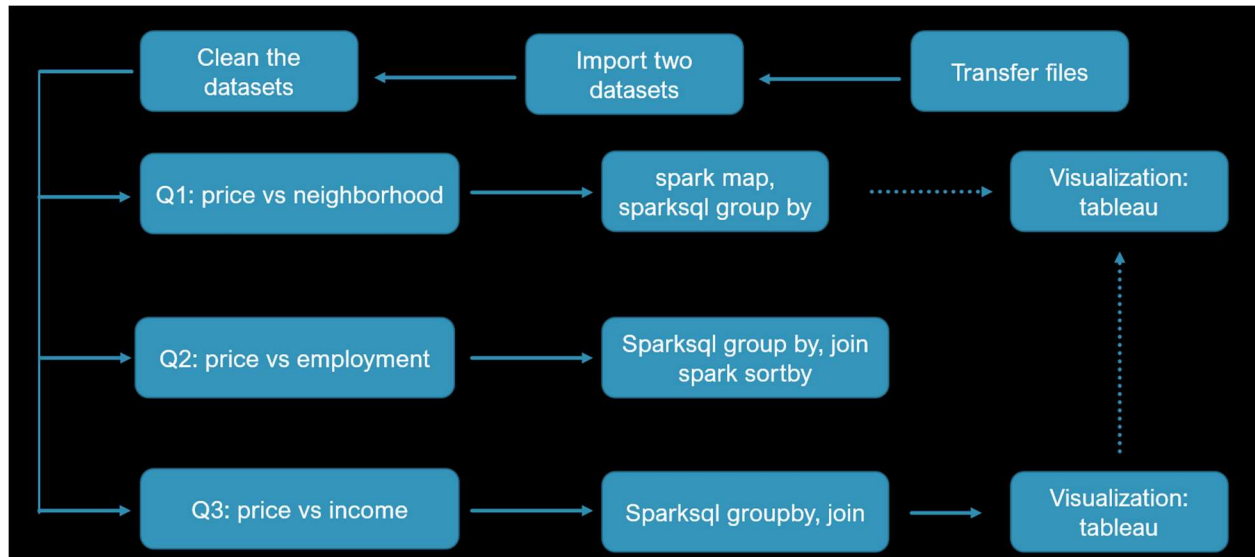 Clean the
datasets
Import two
datasets
Transfer files
Q1: price vs neighborhood
spark map,
sparksql group by
Visualization:
tableau
Q2: price vs employment
Sparksql group by, join
spark sortby
Q3: price vs income
Sparksql groupby, join
Visualization:
tableau